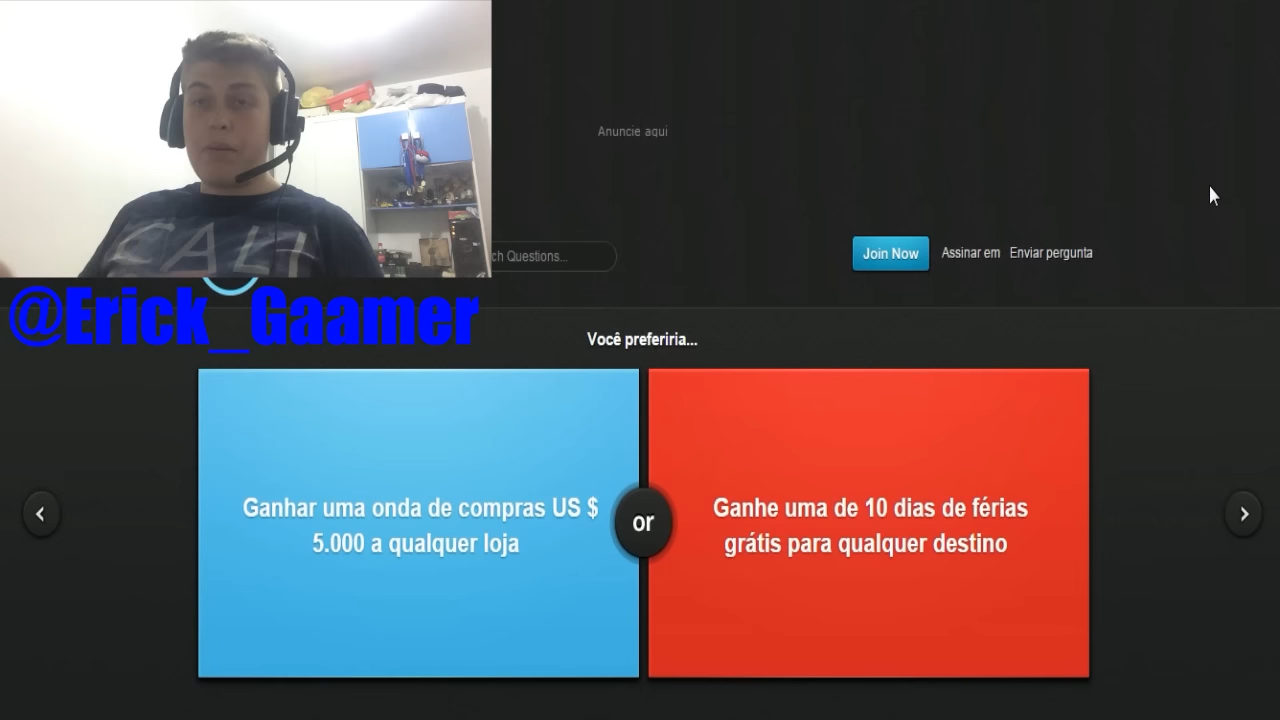 CALI
Anuncie aqui
ch Questions...
Join Now
Assinar em
Enviar pergunta
@Erick_Gaamer
Você preferiria...
Ganhar uma onda de compras US $
5.000 a qualquer loja
or
Ganhe uma de 10 dias de férias
grátis para qualquer destino